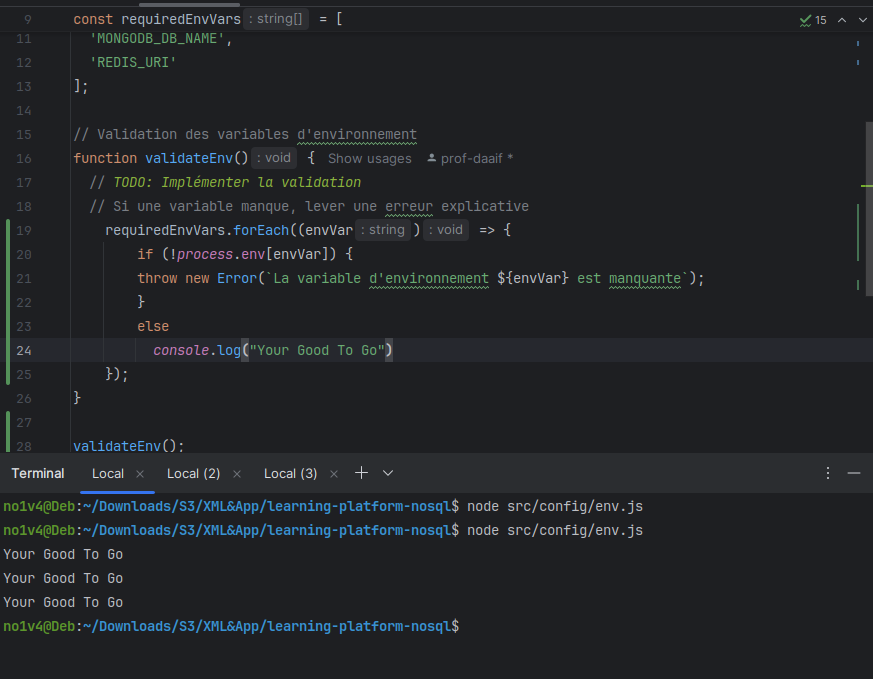 9 const requiredEnvVars : string[] = [ 15
11 'MONGODB_DB_NAME',
12 'REDIS_URI'
13 ];
14
15 // Validation des variables d'environnement
16 function validateEnv() : void { Show usages prof-daaif *
17 // TODO: Implémenter la validation
18 // Si une variable manque, lever une erreur explicative
19 requiredEnvVars.forEach((envVar : string ) : void => {
20 if (!process.env[envVar]) {
21 throw new Error(`La variable d'environnement ${envVar} est manquante`);
22 }
23 else
24 console.log("Your Good To Go")
25 });
26 }
27
28 validateEnv();
Terminal Local × Local (2) × Local (3) ×
no1v4@Deb:~/Downloads/S3/XML&App/learning-platform-nosql$ node src/config/env.js
no1v4@Deb:~/Downloads/S3/XML&App/learning-platform-nosql$ node src/config/env.js
Your Good To Go
Your Good To Go
Your Good To Go
no1v4@Deb:~/Downloads/S3/XML&App/learning-platform-nosql$